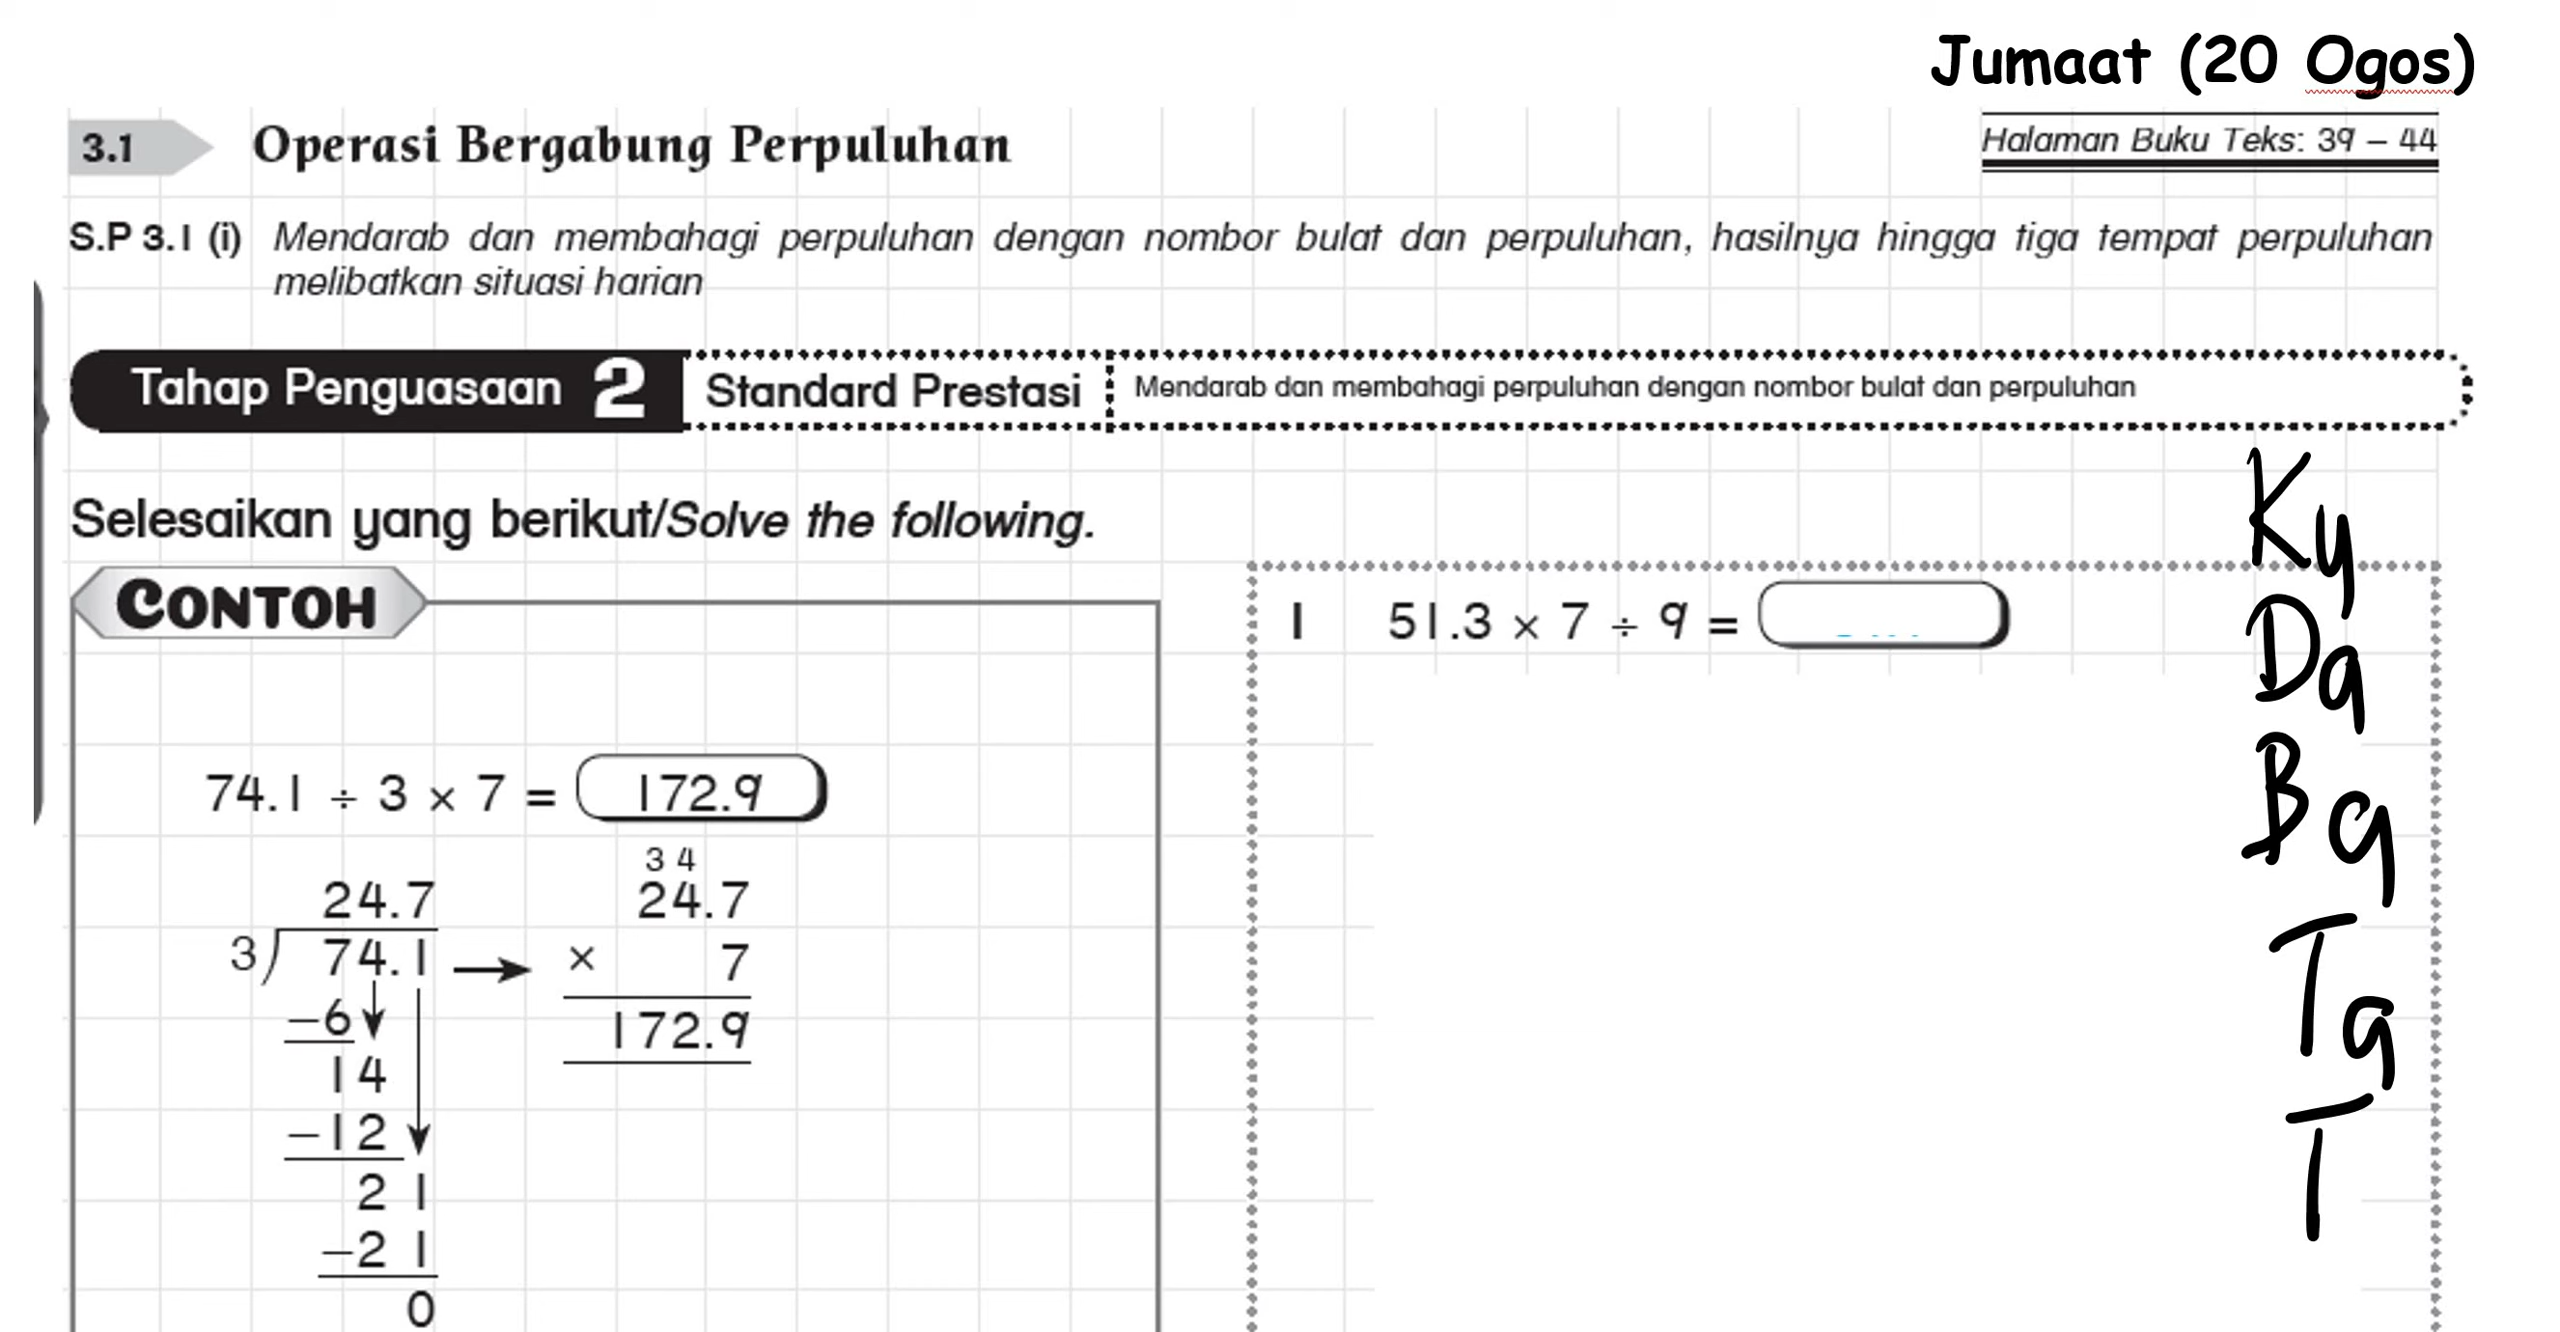 Jumaat (20 Ogos)
3.1 Operasi Bergabung Perpuluhan
Halaman Buku Teks: 39 – 44
S.P 3.1 (i) Mendarab dan membahagi perpuluhan dengan nombor bulat dan perpuluhan, hasilnya hingga tiga tempat perpuluhan
melibatkan situasi harian
Tahap Penguasaan 2 Standard Prestasi Mendarab dan membahagi perpuluhan dengan nombor bulat dan perpuluhan
Selesaikan yang berikut/Solve the following.
CONTOH
74.1 ÷ 3 × 7 = 172.9
24.7
3) 74.1
–6
14
–12
2 1
–2 1
0
3 4
24.7
× 7
172.9
1 51.3 × 7 ÷ 9 =
Ky
Da
Ba
Ta
T